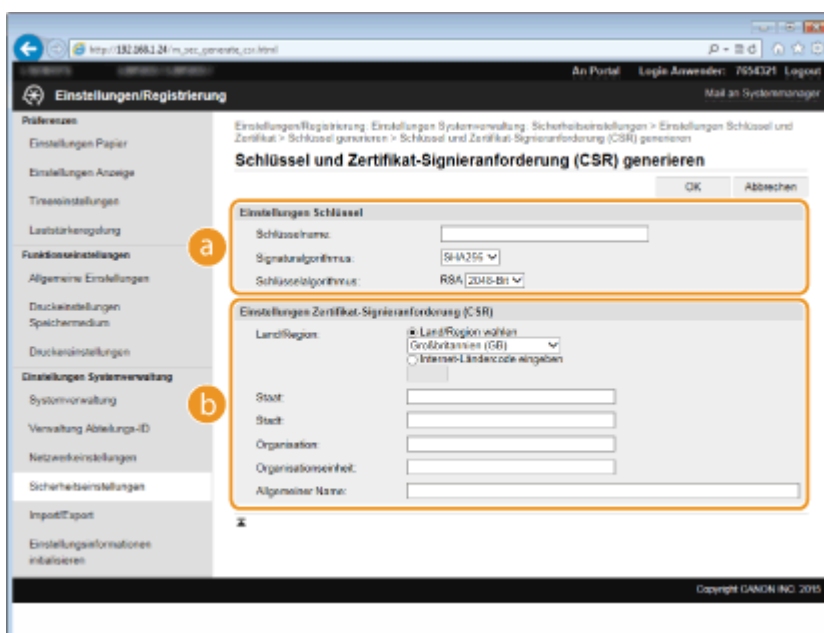 http://192.168.1.24/m_sec_generate_csr.html
An Portal Login Anwender: 7654321 Logout
Einstellungen/Registrierung
Mail an Systemmanager
Präferenzen
Einstellungen Papier
Einstellungen Anzeige
Timereinstellungen
Lautstärkeregelung
Funktionseinstellungen
Allgemeine Einstellungen
Druckeinstellungen
Speichermedium
Druckereinstellungen
Einstellungen Systemverwaltung
Systemverwaltung
Verwaltung Abteilungs-ID
Netzwerkeinstellungen
Sicherheitseinstellungen
Import/Export
Einstellungsinformationen
initialisieren
Einstellungen/Registrierung: Einstellungen Systemverwaltung: Sicherheitseinstellungen > Einstellungen Schlüssel und
Zertifikat > Schlüssel generieren > Schlüssel und Zertifikat-Signieranforderung (CSR) generieren
Schlüssel und Zertifikat-Signieranforderung (CSR) generieren
OK Abbrechen
a
Einstellungen Schlüssel
Schlüsselname:
Signaturalgorithmus: SHA256
Schlüsselalgorithmus: RSA 2048-Bit
b
Einstellungen Zertifikat-Signieranforderung (CSR)
Land/Region: Land/Region wählen
Großbritannien (GB)
Internet-Ländercode eingeben
Staat:
Stadt:
Organisation:
Organisationseinheit:
Allgemeiner Name:
Copyright CANON INC. 2015